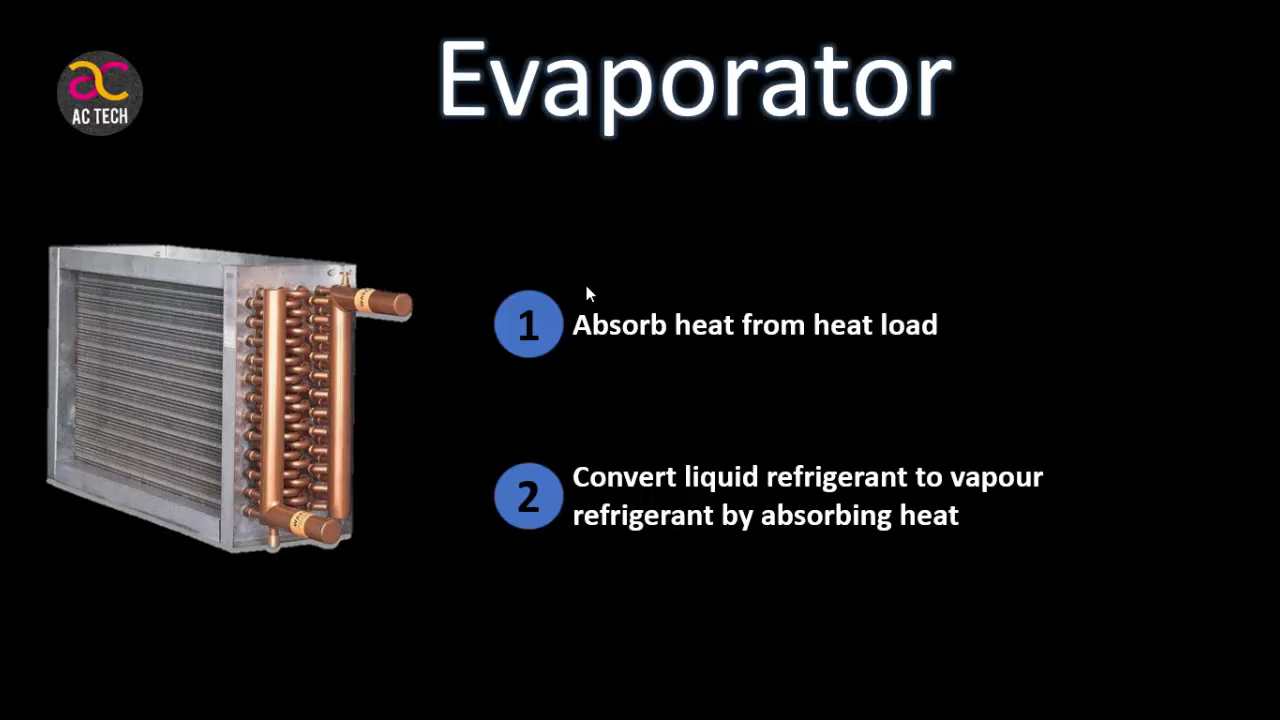 Evaporator
ac
AC TECH
1
Absorb heat from heat load
2
Convert liquid refrigerant to vapour
refrigerant by absorbing heat